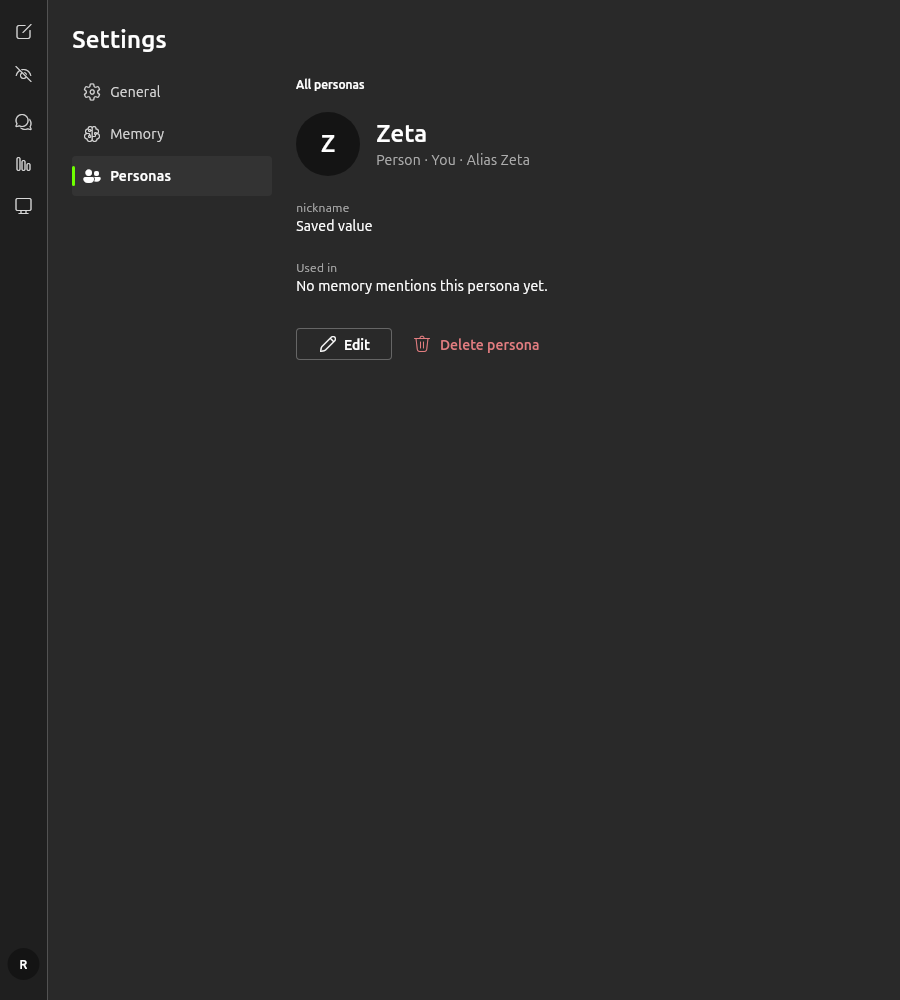 Settings
General
Memory
Personas
All personas
Z
Zeta
Person · You · Alias Zeta
nickname
Saved value
Used in
No memory mentions this persona yet.
Edit
Delete persona
R